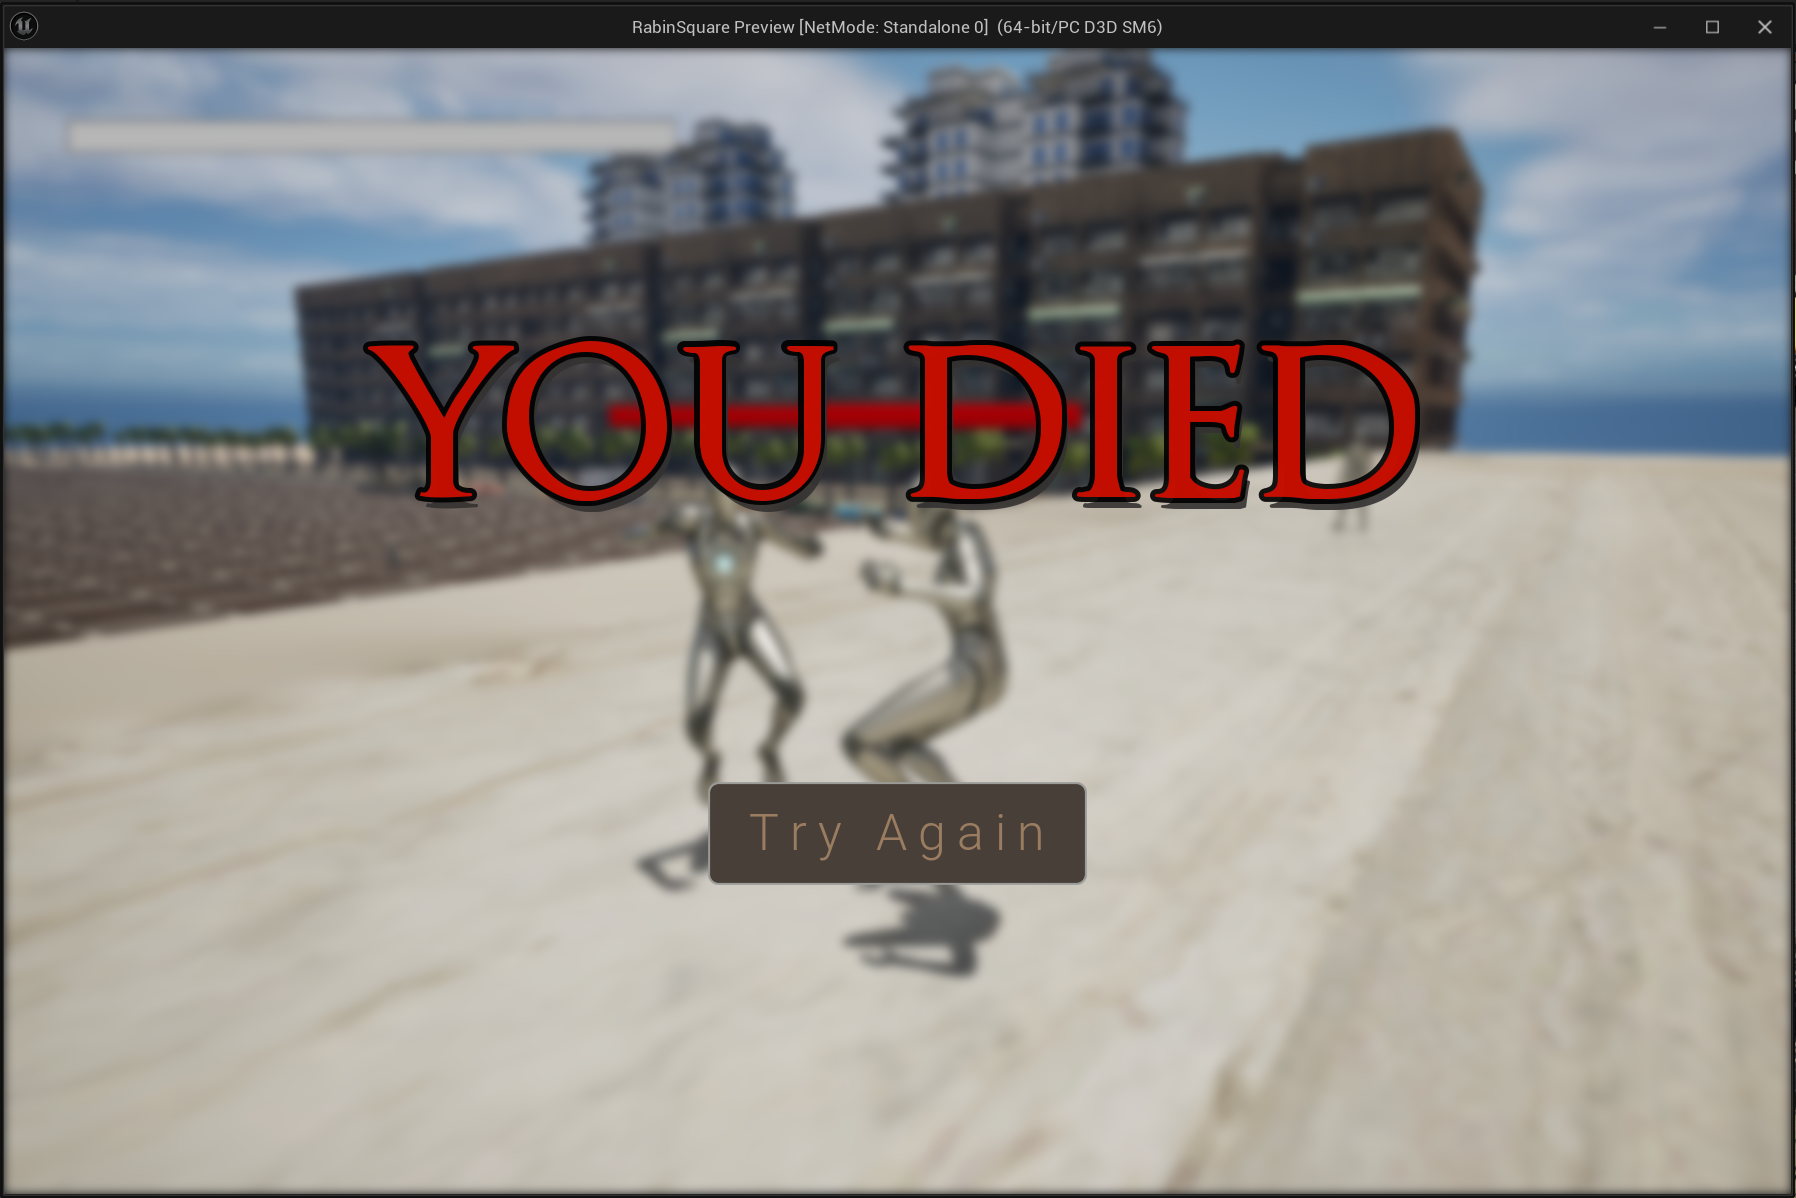 RabinSquare Preview [NetMode: Standalone 0] (64-bit/PC D3D SM6)
YOU DIED
Try Again